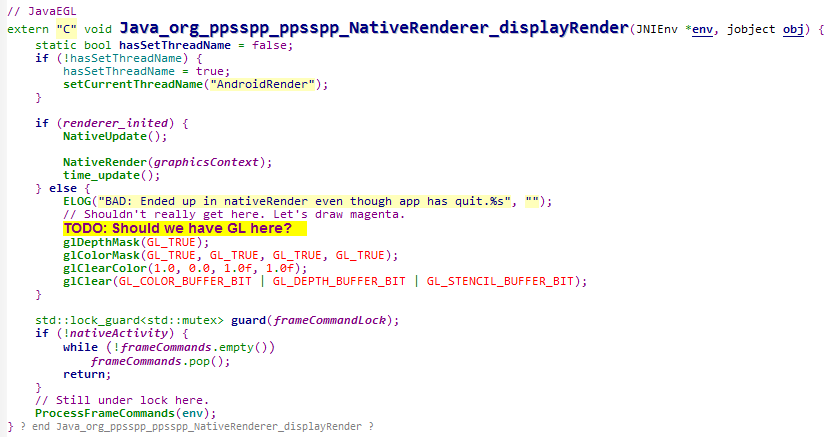 // JavaEGL
extern "C" void Java_org_ppsspp_ppsspp_NativeRenderer_displayRender(JNIEnv *env, jobject obj) {
    static bool hasSetThreadName = false;
    if (!hasSetThreadName) {
        hasSetThreadName = true;
        setCurrentThreadName("AndroidRender");
    }

    if (renderer_inited) {
        NativeUpdate();

        NativeRender(graphicsContext);
        time_update();
    } else {
        ELOG("BAD: Ended up in nativeRender even though app has quit.%s", "");
        // Shouldn't really get here. Let's draw magenta.
        TODO: Should we have GL here?
        glDepthMask(GL_TRUE);
        glColorMask(GL_TRUE, GL_TRUE, GL_TRUE, GL_TRUE);
        glClearColor(1.0, 0.0, 1.0f, 1.0f);
        glClear(GL_COLOR_BUFFER_BIT | GL_DEPTH_BUFFER_BIT | GL_STENCIL_BUFFER_BIT);
    }

    std::lock_guard<std::mutex> guard(frameCommandLock);
    if (!nativeActivity) {
        while (!frameCommands.empty())
            frameCommands.pop();
        return;
    }
    // Still under lock here.
    ProcessFrameCommands(env);
} ? end Java_org_ppsspp_ppsspp_NativeRenderer_displayRender ?